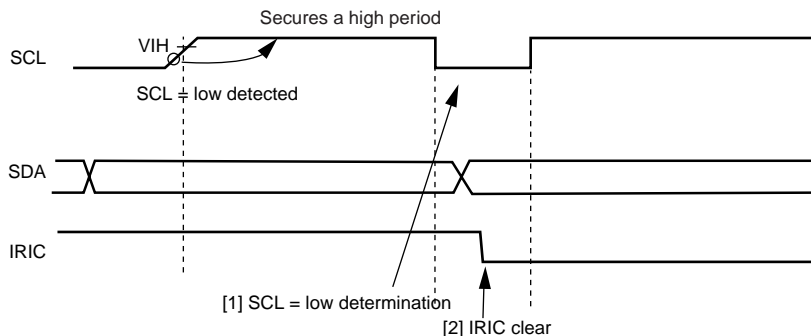 Secures a high period
VIH
SCL
SCL = low detected
SDA
IRIC
[1] SCL = low determination
[2] IRIC clear